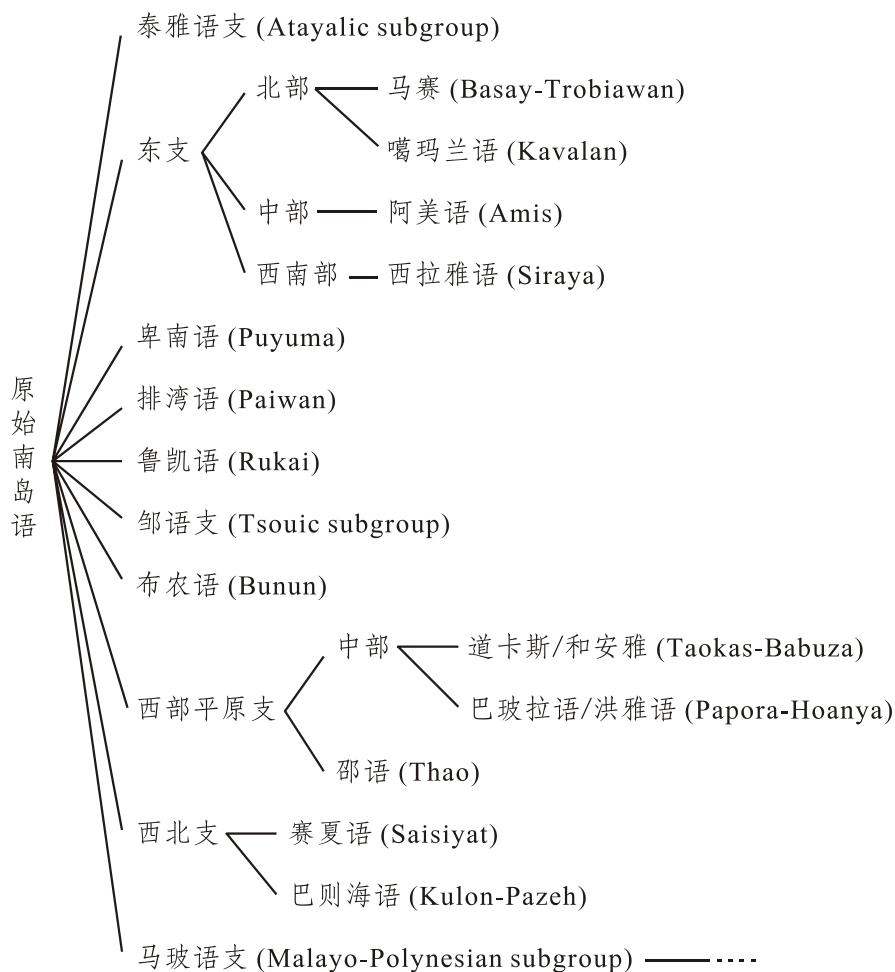 泰雅语支 (Atayalic subgroup)
北部
马赛 (Basay-Trobiawan)
东支
噶玛兰语 (Kavalan)
中部
阿美语 (Amis)
西南部
西拉雅语 (Siraya)
卑南语 (Puyuma)
原始南岛语
排湾语 (Paiwan)
鲁凯语 (Rukai)
邹语支 (Tsouic subgroup)
布农语 (Bunun)
中部
道卡斯/和安雅 (Taokas-Babuza)
西部平原支
巴玻拉语/洪雅语 (Papora-Hoanya)
邵语 (Thao)
西北支
赛夏语 (Saisiyat)
巴则海语 (Kulon-Pazeh)
马玻语支 (Malayo-Polynesian subgroup)